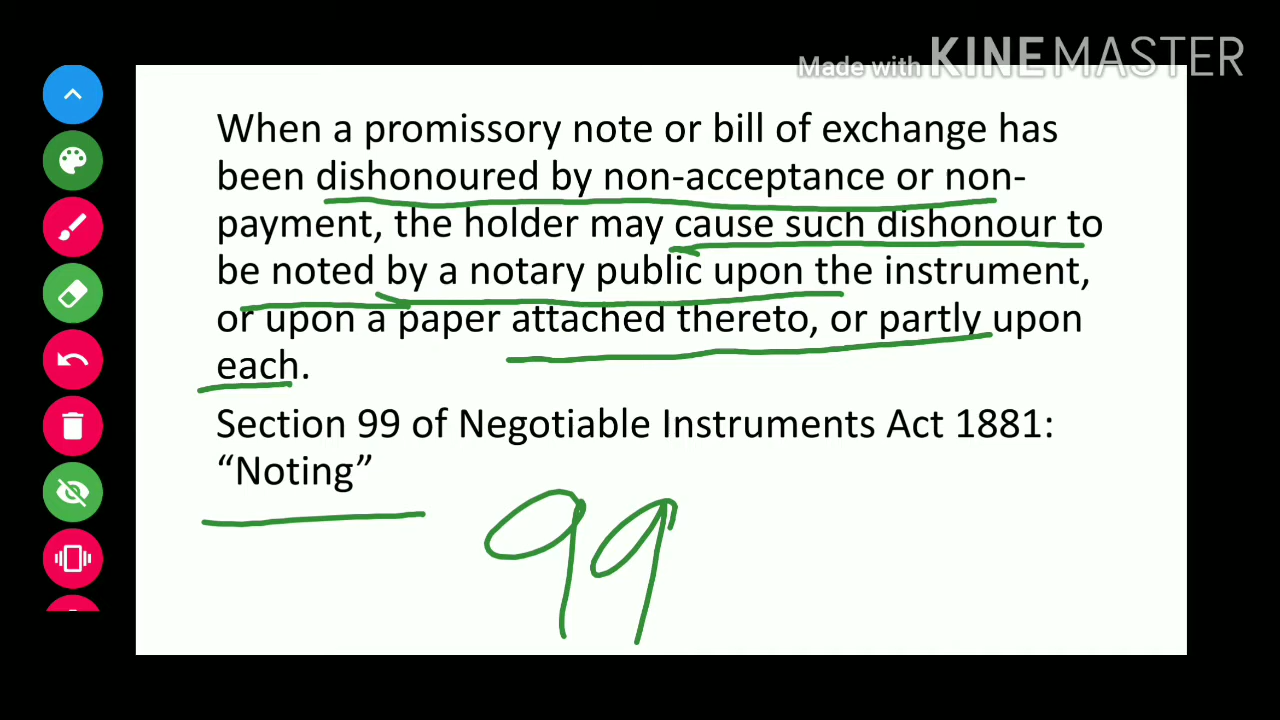 Made with KINEMASTER
When a promissory note or bill of exchange has
been dishonoured by non-acceptance or non-
payment, the holder may cause such dishonour to
be noted by a notary public upon the instrument,
or upon a paper attached thereto, or partly upon
each.
Section 99 of Negotiable Instruments Act 1881:
“Noting”
99